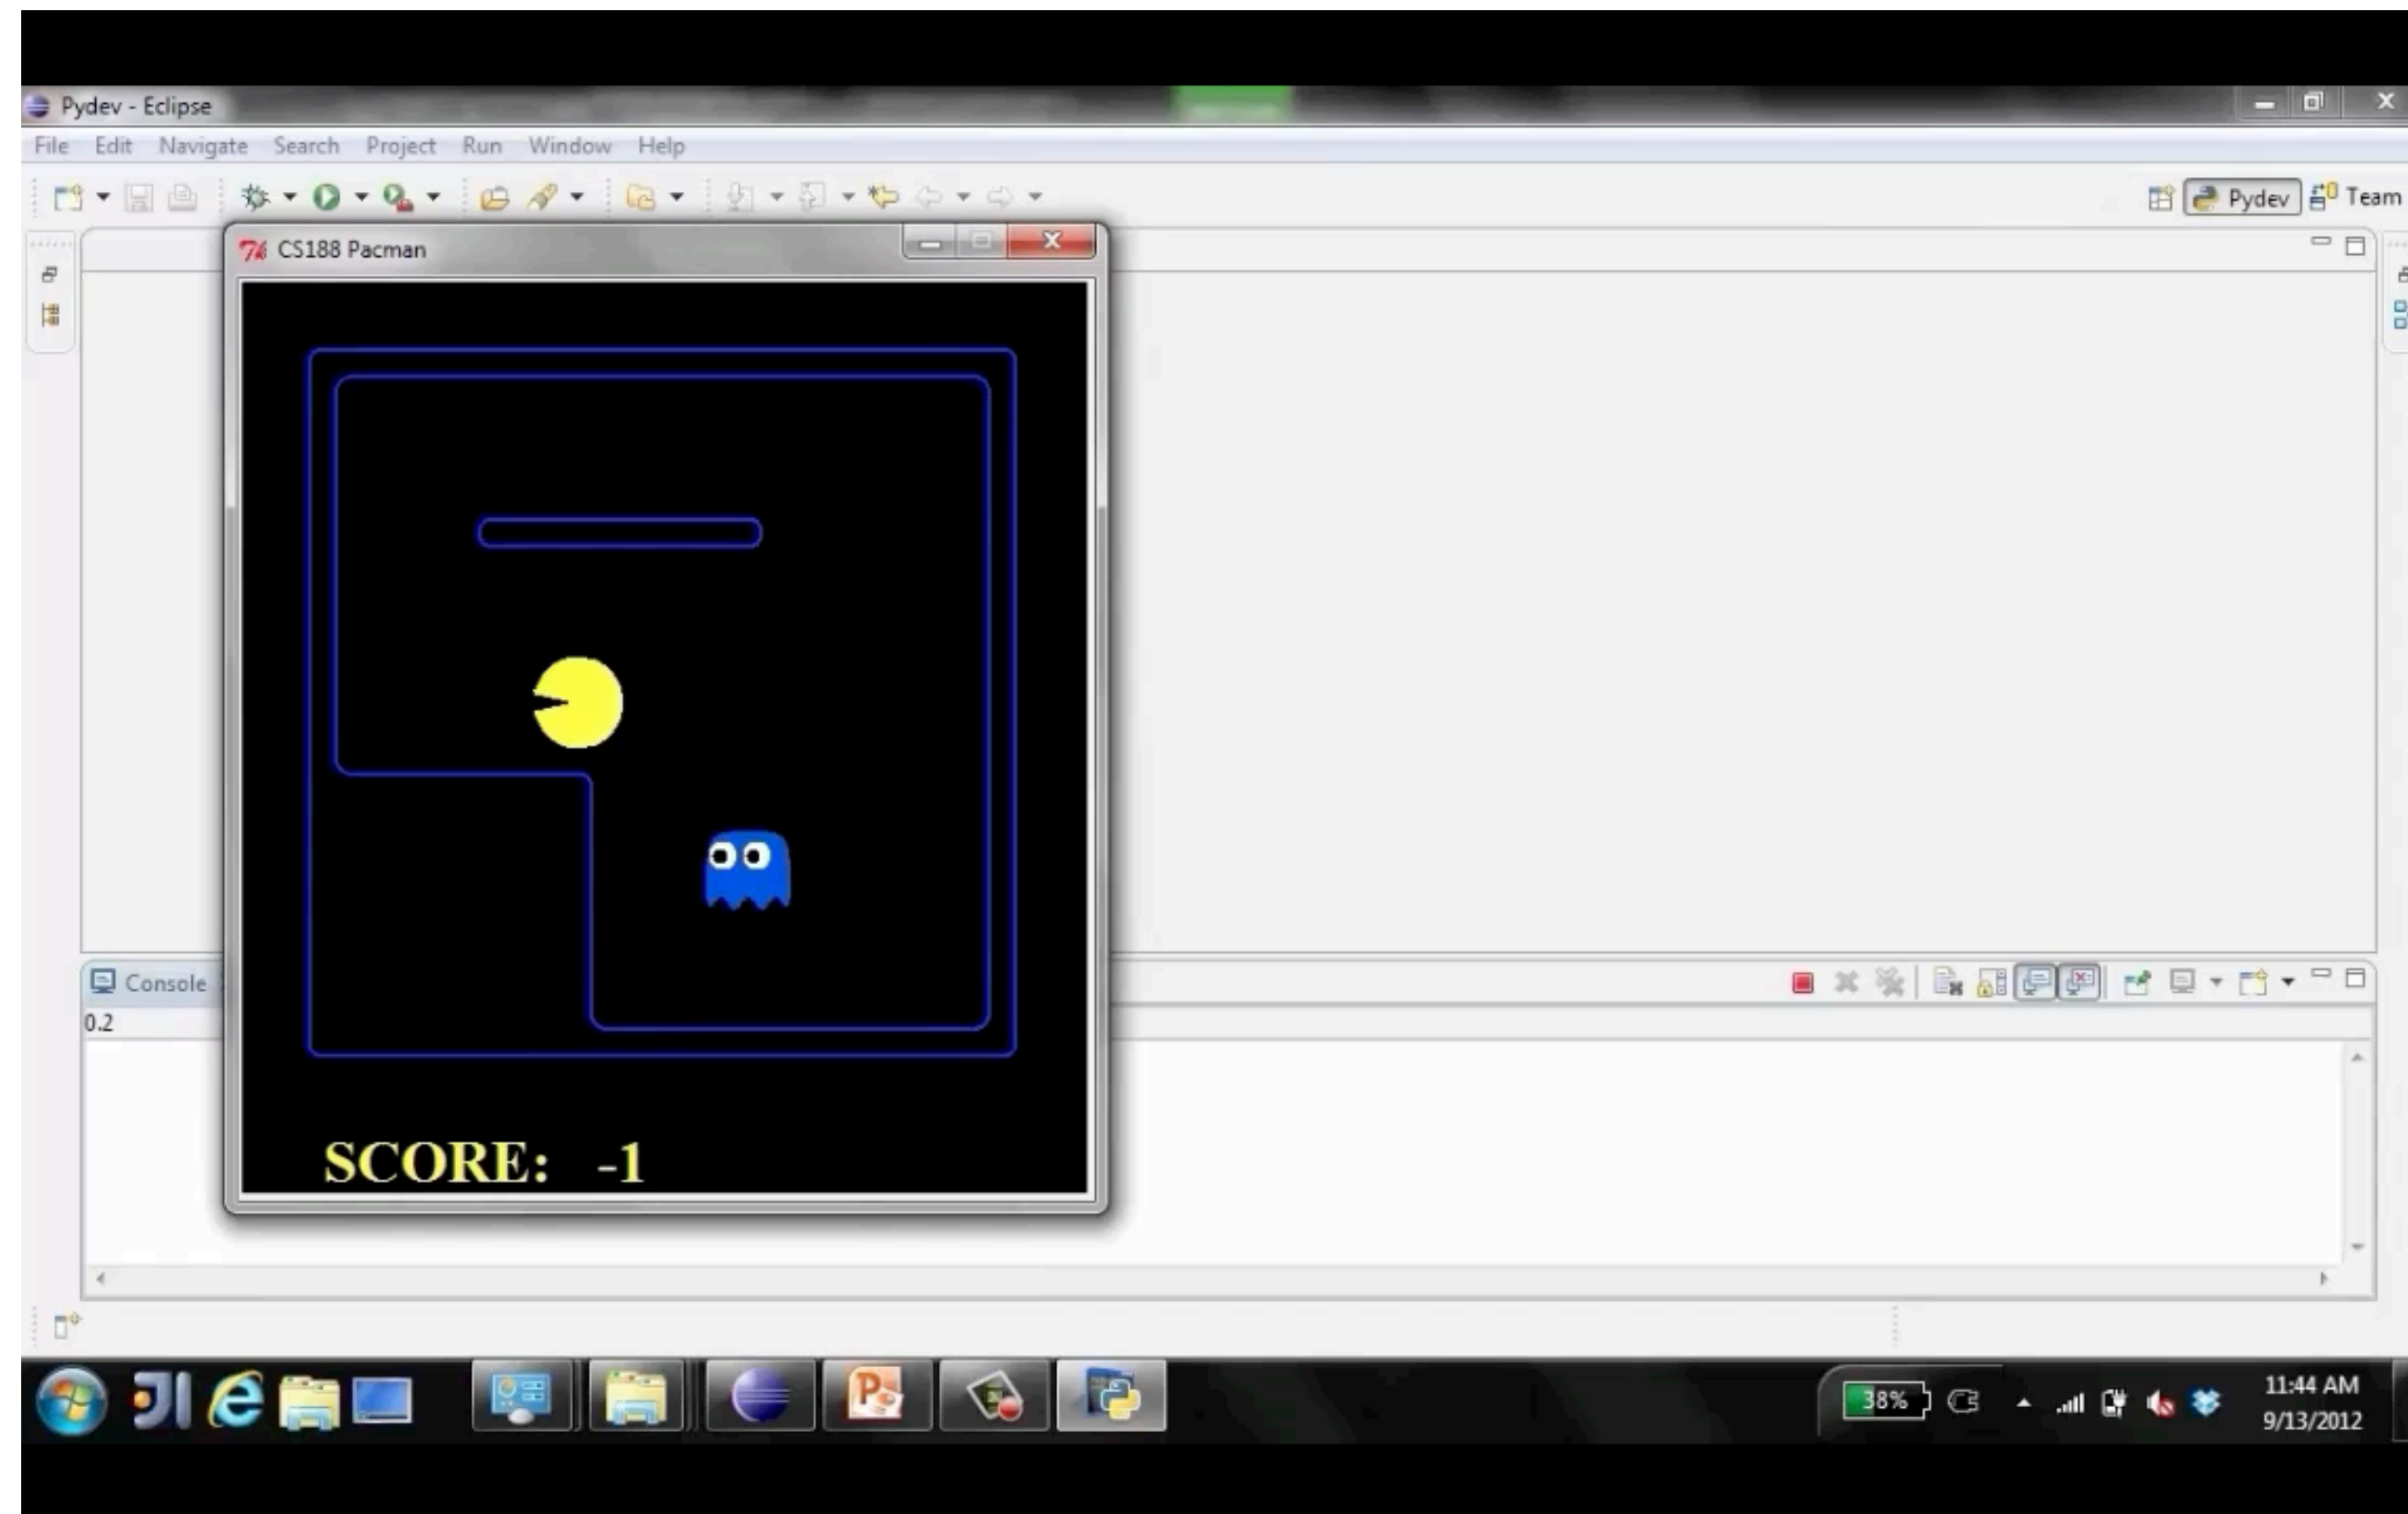 Pydev - Eclipse
File Edit Navigate Search Project Run Window Help
Pydev Team
CS188 Pacman
SCORE: -1
Console
0.2
38%
11:44 AM
9/13/2012